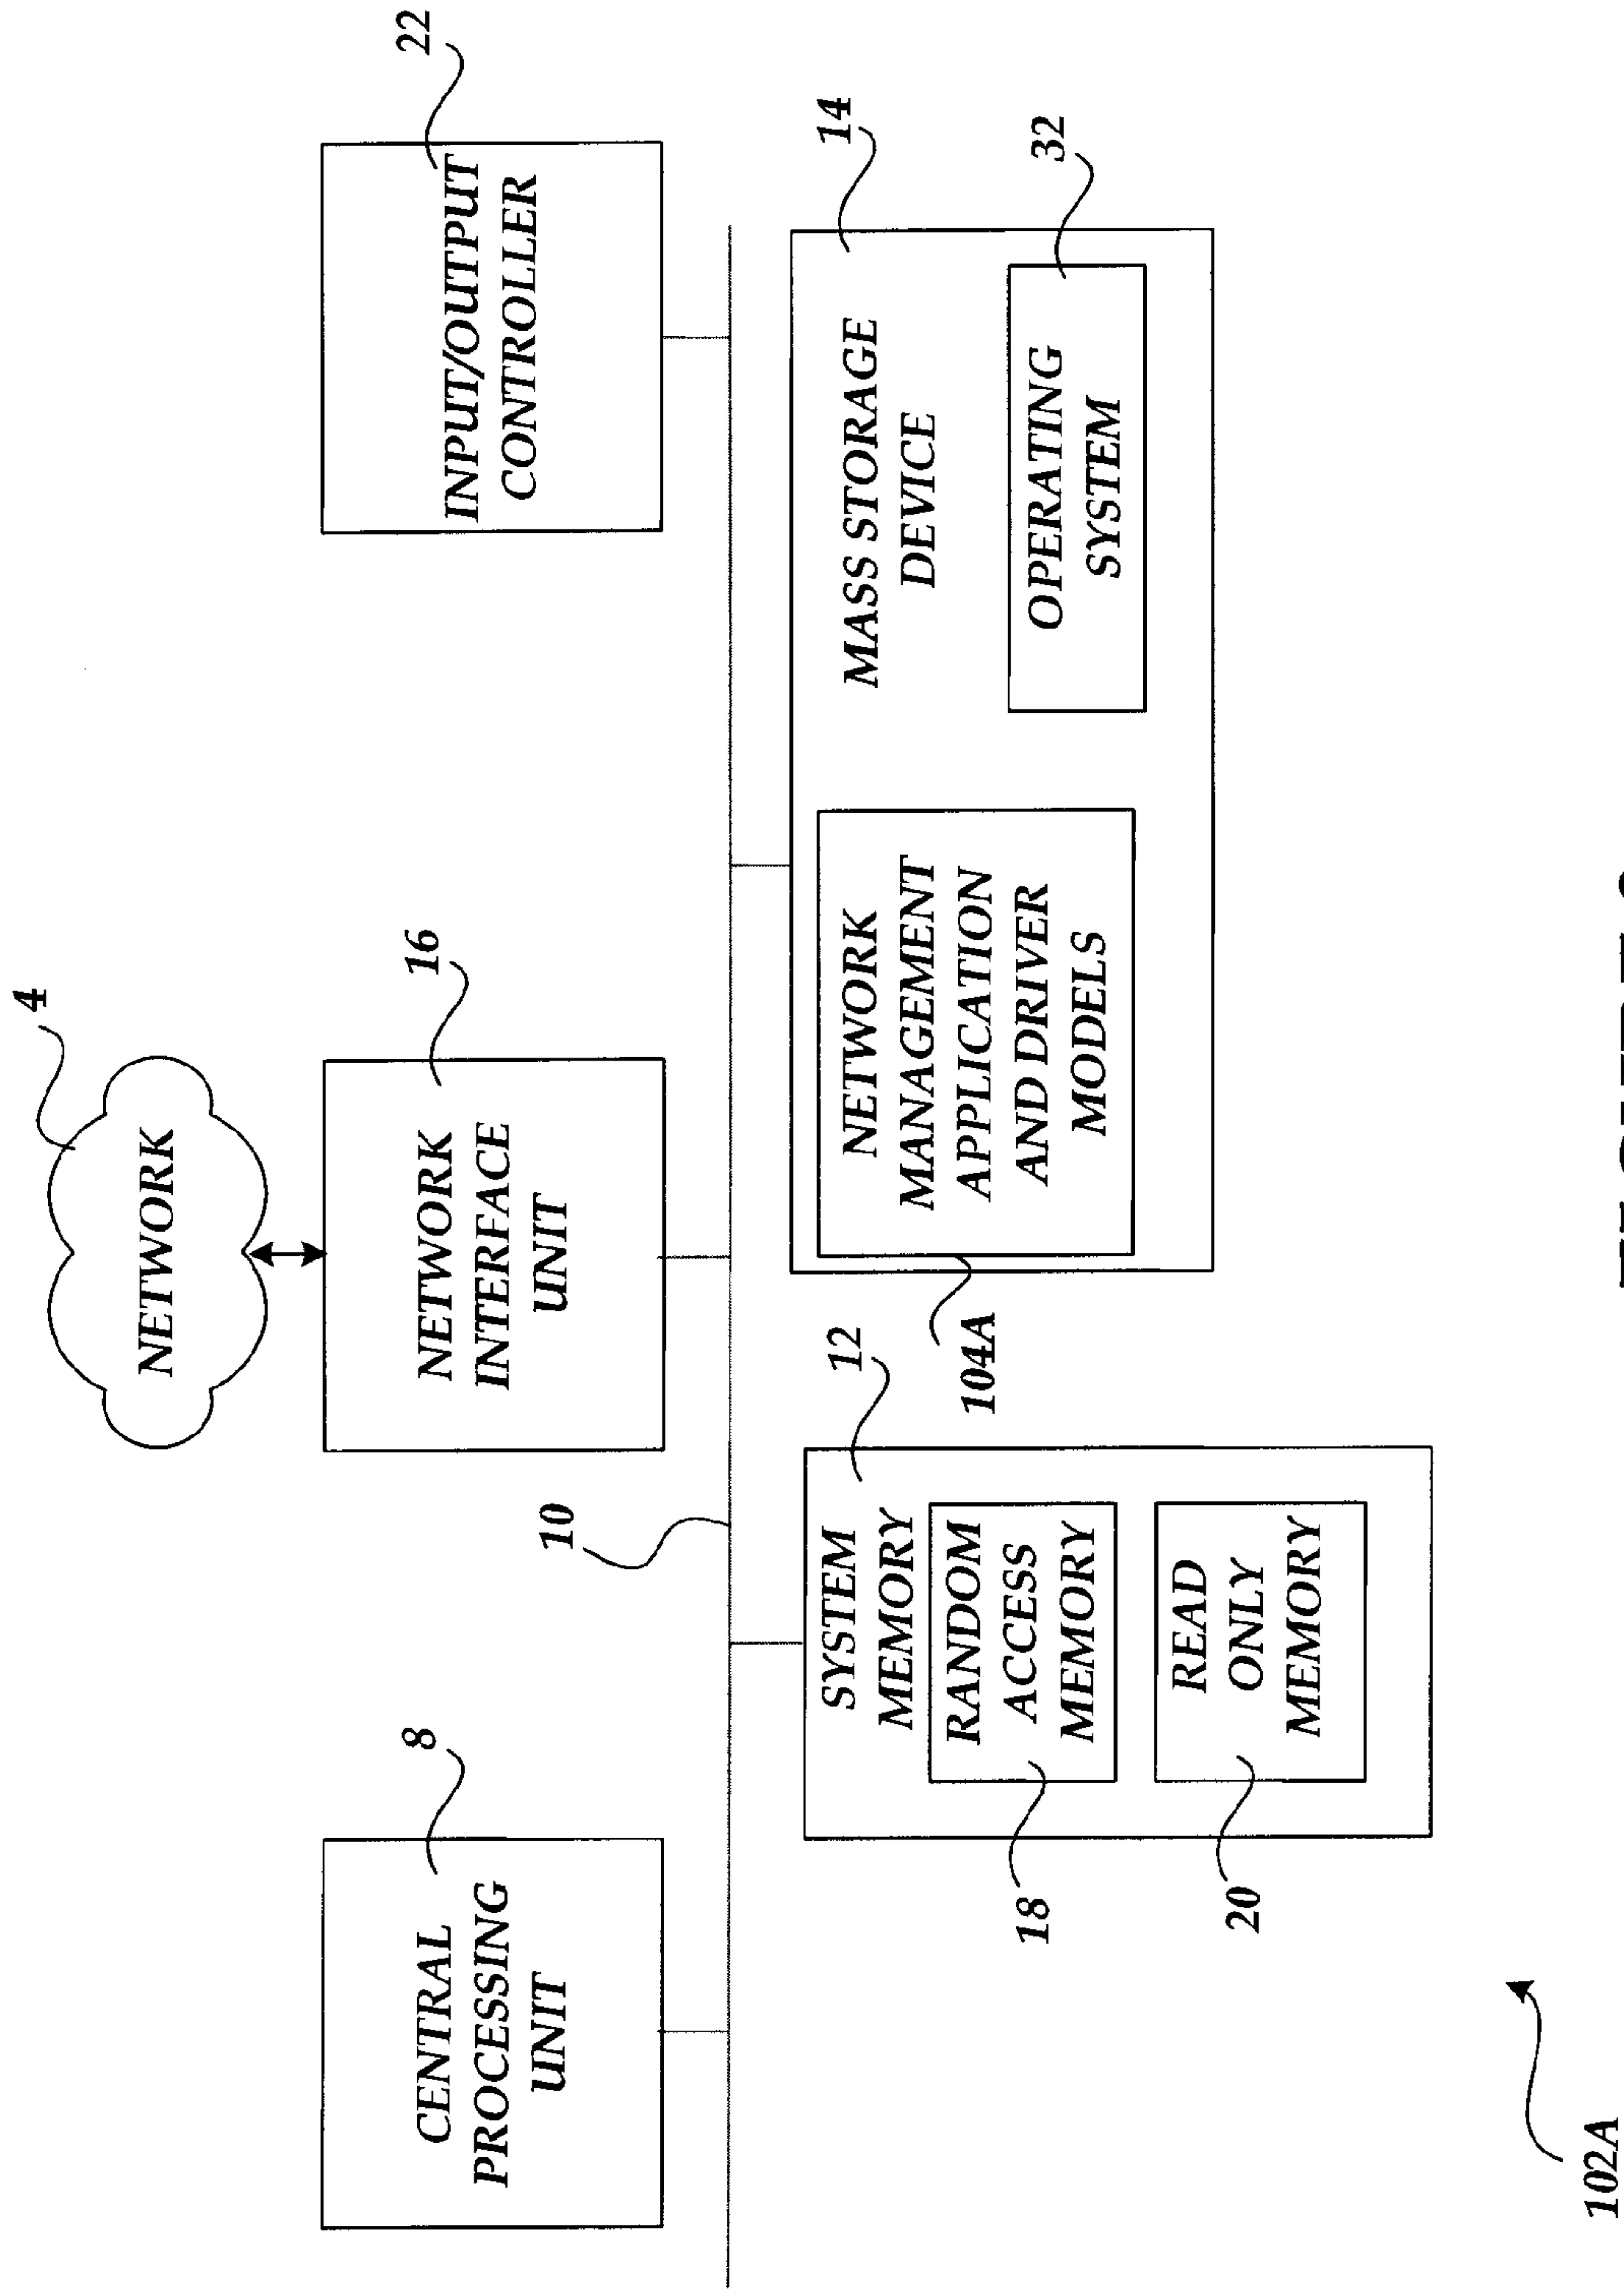 4
NETWORK
8
CENTRAL
PROCESSING
UNIT
16
NETWORK
INTERFACE
UNIT
22
INPUT/OUTPUT
CONTROLLER
10
12
SYSTEM
MEMORY
RANDOM
ACCESS
MEMORY
18
READ
ONLY
MEMORY
20
14
MASS STORAGE
DEVICE
NETWORK
MANAGEMENT
APPLICATION
AND DRIVER
MODELS
104A
32
OPERATING
SYSTEM
102A